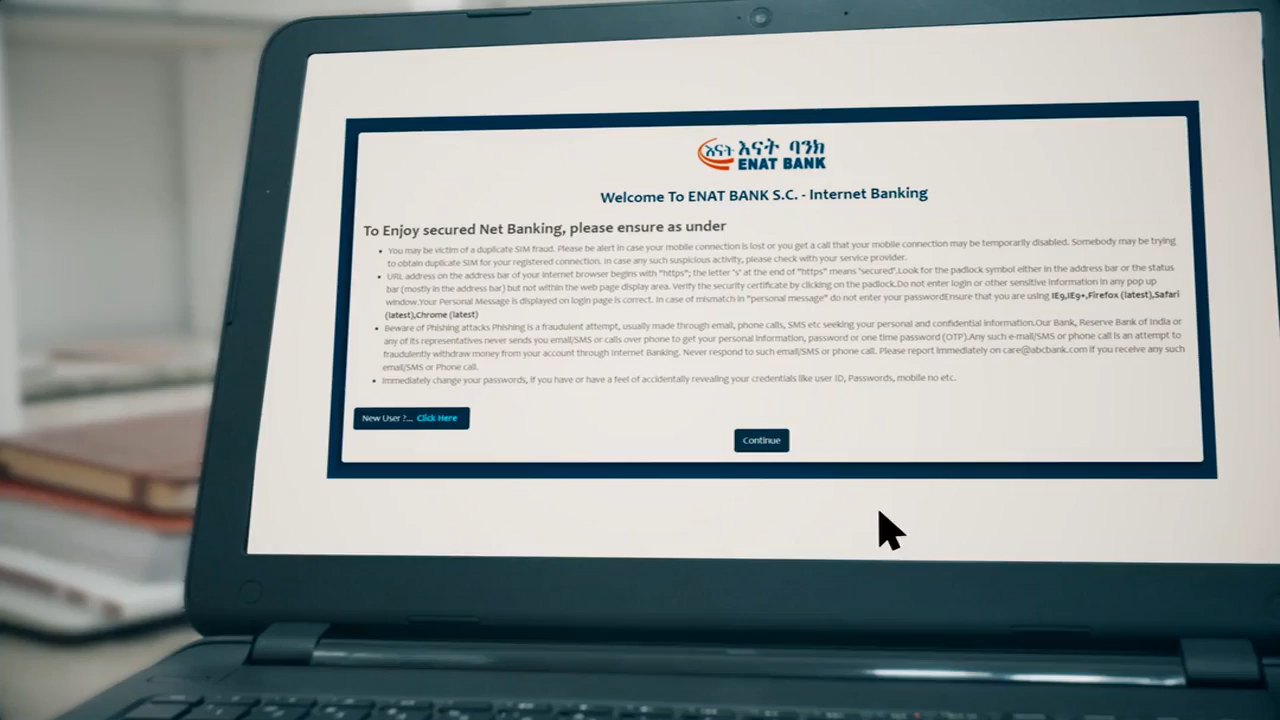 እናት እናት ባንክ
ENAT BANK
Welcome To ENAT BANK S.C. - Internet Banking
To Enjoy secured Net Banking, please ensure as under
• You may be victim of a duplicate SIM fraud. Please be alert in case your mobile connection is lost or you get a call that your mobile connection may be temporarily disabled. Somebody may be trying
to obtain duplicate SIM for your registered connection. In case any such suspicious activity, please check with your service provider.
• URL address on the address bar of your internet browser begins with "https"; the letter 's' at the end of "https" means 'secured'.Look for the padlock symbol either in the address bar or the status
bar (mostly in the address bar) but not within the web page display area. Verify the security certificate by clicking on the padlock.Do not enter login or other sensitive information in any pop up
window.Your Personal Message is displayed on login page is correct. In case of mismatch in "personal message" do not enter your passwordEnsure that you are using IE9,IE9+,Firefox (latest),Safari
(latest),Chrome (latest)
• Beware of Phishing attacks Phishing is a fraudulent attempt, usually made through email, phone calls, SMS etc seeking your personal and confidential information.Our Bank, Reserve Bank of India or
any of its representatives never sends you email/SMS or calls over phone to get your personal information, password or one time password (OTP).Any such e-mail/SMS or phone call is an attempt to
fraudulently withdraw money from your account through Internet Banking. Never respond to such email/SMS or phone call. Please report immediately on care@abcbank.com if you receive any such
email/SMS or Phone call.
• Immediately change your passwords, if you have or have a feel of accidentally revealing your credentials like user ID, Passwords, mobile no etc.
New User ?.... Click Here
Continue